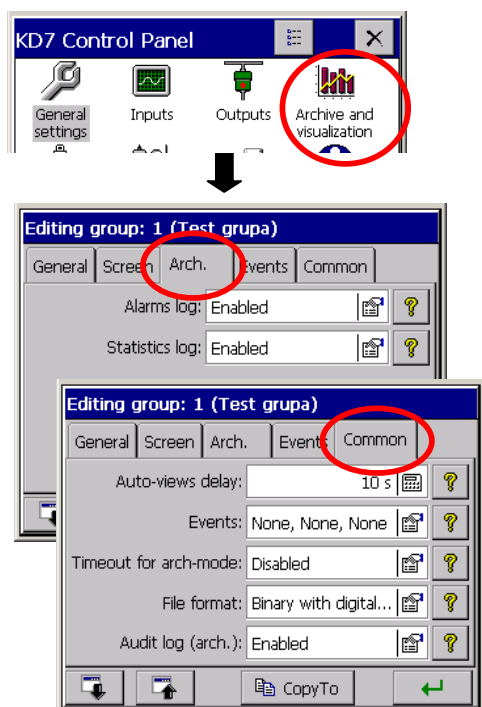 KD7 Control Panel
General settings
Inputs
Outputs
Archive and visualization
Editing group: 1 (Test grupa)
General Screen Arch. Events Common
Alarms log: Enabled ?
Statistics log: Enabled ?
Editing group: 1 (Test grupa)
General Screen Arch. Events Common
Auto-views delay: 10 s ?
Events: None, None, None ?
Timeout for arch-mode: Disabled ?
File format: Binary with digital... ?
Audit log (arch.): Enabled ?
CopyTo